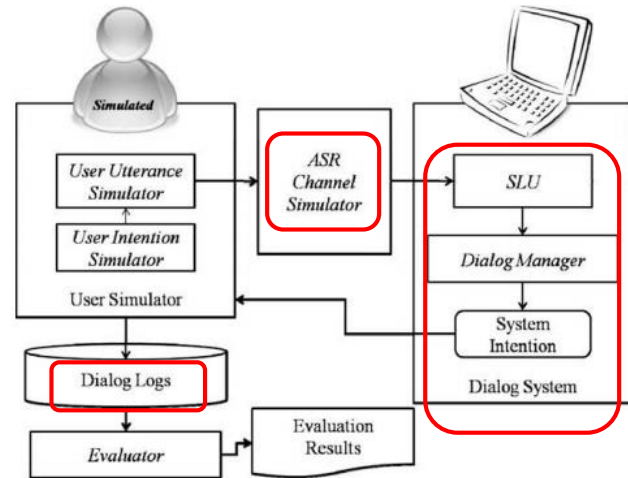 Simulated
User Utterance
Simulator
User Intention
Simulator
User Simulator
ASR
Channel
Simulator
SLU
Dialog Manager
System
Intention
Dialog System
Dialog Logs
Evaluator
Evaluation
Results